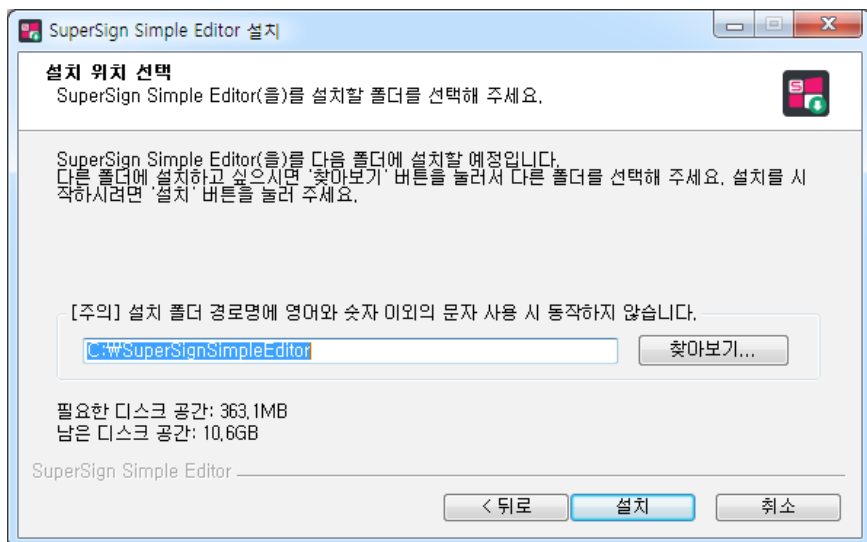 SuperSign Simple Editor 설치
설치 위치 선택
SuperSign Simple Editor(을)를 설치할 폴더를 선택해 주세요.
S
SuperSign Simple Editor(을)를 다음 폴더에 설치할 예정입니다.
다른 폴더에 설치하고 싶으시면 '찾아보기' 버튼을 눌러서 다른 폴더를 선택해 주세요. 설치를 시
작하시려면 '설치' 버튼을 눌러 주세요.
[주의] 설치 폴더 경로명에 영어와 숫자 이외의 문자 사용 시 동작하지 않습니다.
C:₩SuperSignSimpleEditor
찾아보기...
필요한 디스크 공간: 363.1MB
남은 디스크 공간: 10.6GB
SuperSign Simple Editor
< 뒤로
설치
취소